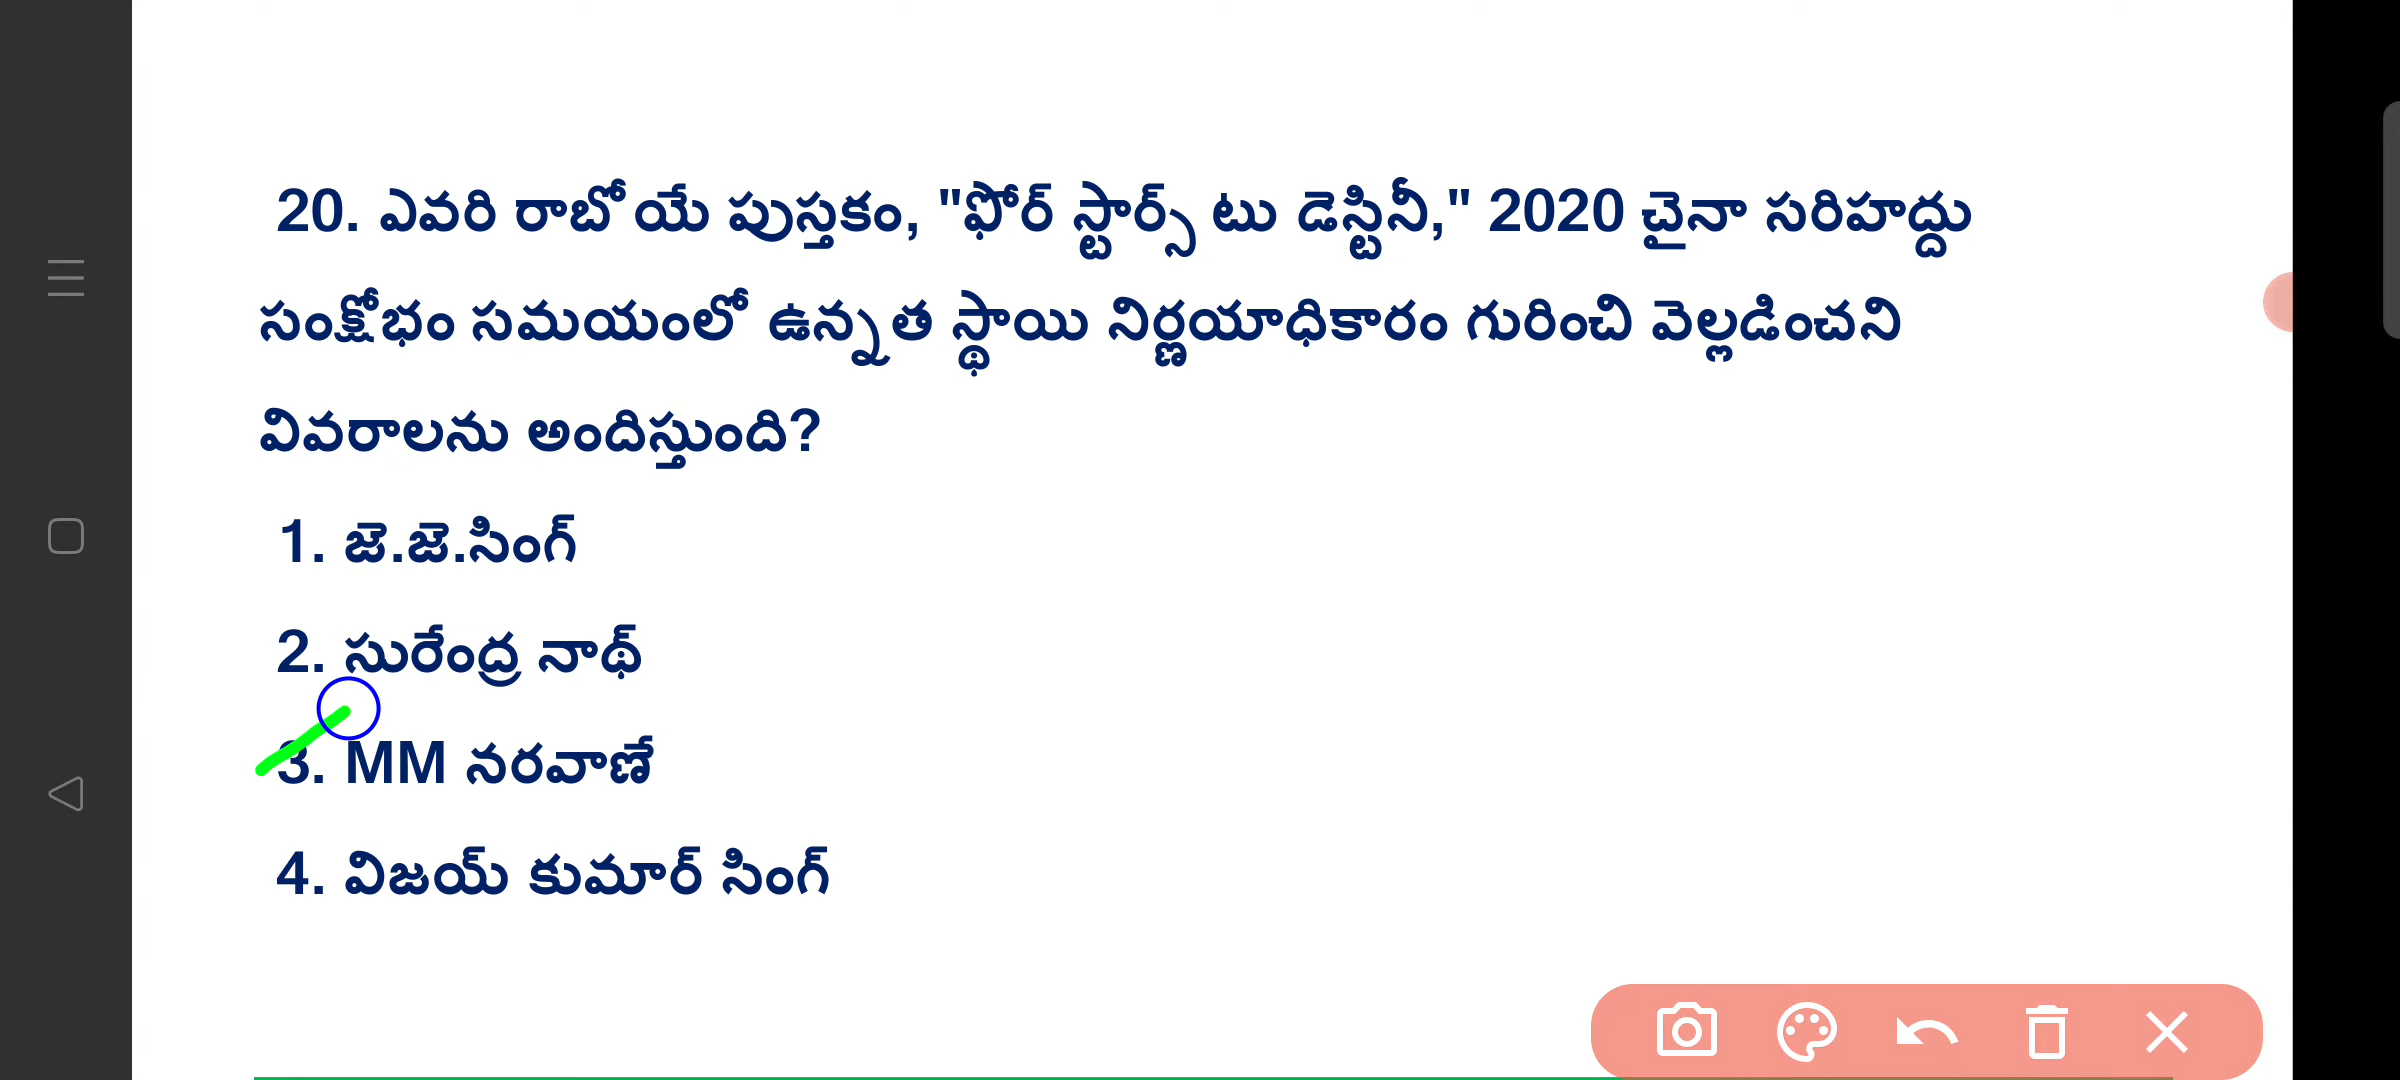 20. ఎవరి రాబోయే పుస్తకం, "ఫోర్ స్టార్స్ టు డెస్టినీ," 2020 చైనా సరిహద్దు
సంక్షోభం సమయంలో ఉన్నత స్థాయి నిర్ణయాధికారం గురించి వెల్లడించని
వివరాలను అందిస్తుంది?
1. జె.జె.సింగ్
2. సురేంద్ర నాథ్
3. MM నరవాణే
4. విజయ్ కుమార్ సింగ్